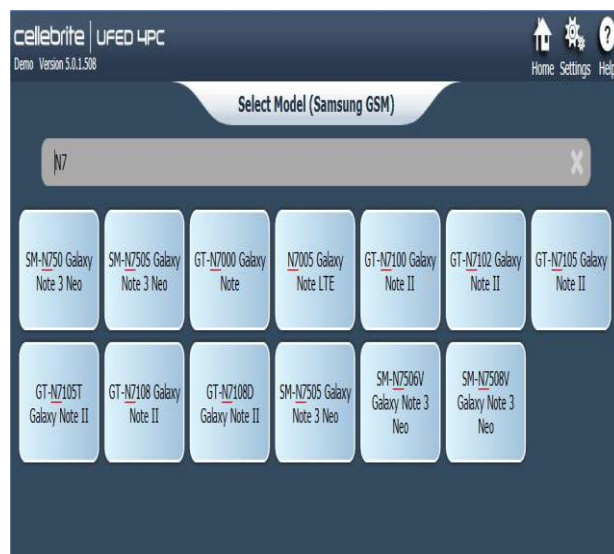 cellebrite | UFED 4PC
Demo Version 5.0.1.508
Home Settings Help
Select Model (Samsung GSM)
N7
SM-N750 Galaxy
Note 3 Neo
SM-N750S Galaxy
Note 3 Neo
GT-N7000 Galaxy
Note
N7005 Galaxy
Note LTE
GT-N7100 Galaxy
Note II
GT-N7102 Galaxy
Note II
GT-N7105 Galaxy
Note II
GT-N7105T
Galaxy Note II
GT-N7108 Galaxy
Note II
GT-N7108D
Galaxy Note II
SM-N7505 Galaxy
Note 3 Neo
SM-N7506V
Galaxy Note 3
Neo
SM-N7508V
Galaxy Note 3
Neo